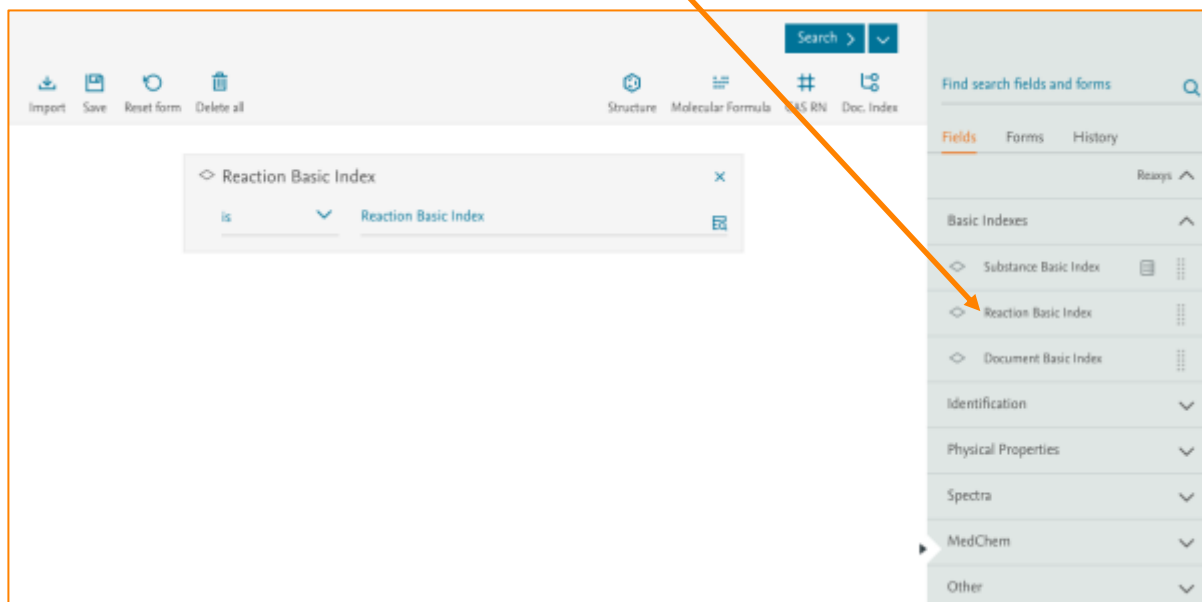 Search
Import Save Reset form Delete all
Structure Molecular Formula CAS RN Doc. Index
Reaction Basic Index
is Reaction Basic Index
Find search fields and forms
Fields Forms History
Reaxys
Basic Indexes
Substance Basic Index
Reaction Basic Index
Document Basic Index
Identification
Physical Properties
Spectra
MedChem
Other